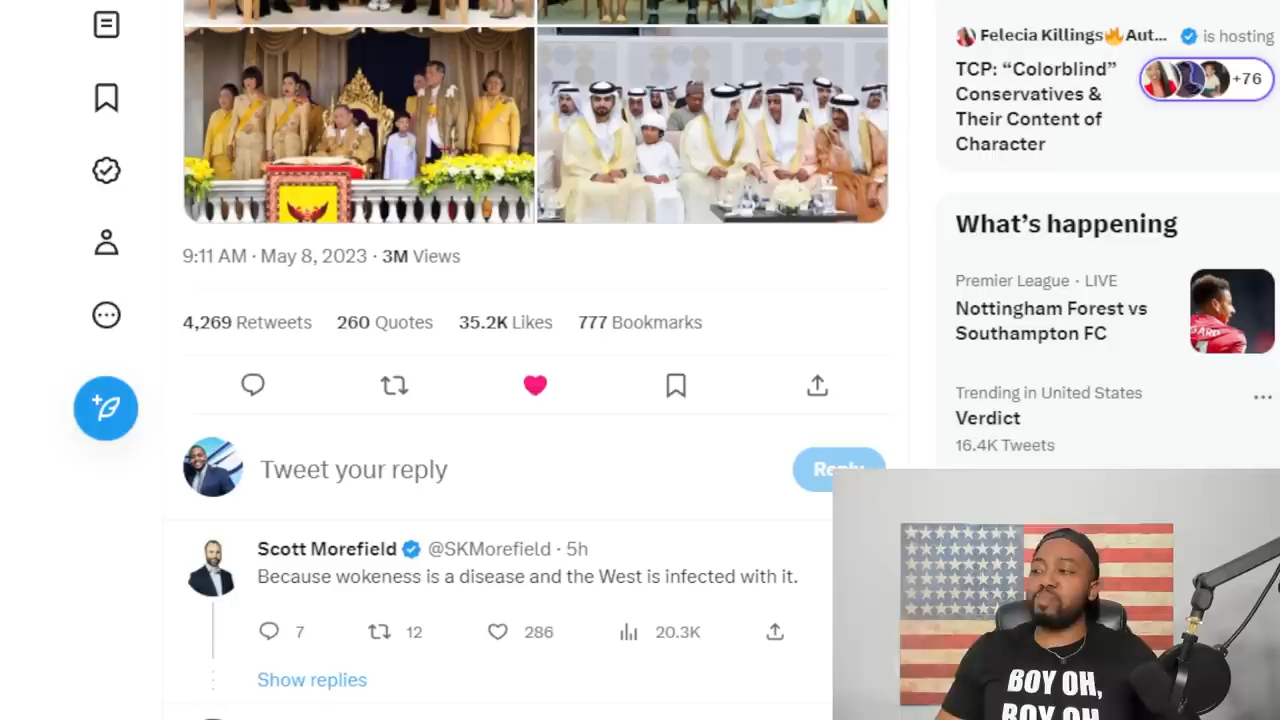 9:11 AM · May 8, 2023 · 3M Views
4,269 Retweets 260 Quotes 35.2K Likes 777 Bookmarks
Tweet your reply
Reply
Scott Morefield @SKMorefield · 5h
Because wokeness is a disease and the West is infected with it.
7 12 286 20.3K
Show replies
Felecia Killings🔥Aut... is hosting
TCP: “Colorblind”
Conservatives &
Their Content of
Character
+76
What’s happening
Premier League · LIVE
Nottingham Forest vs
Southampton FC
Trending in United States
Verdict
16.4K Tweets
BOY OH,
BOY OH